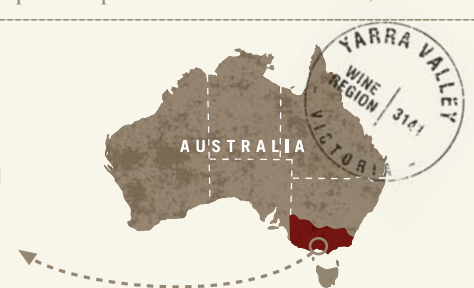 YARRA VALLEY
WINE
REGION / 3141
VICTORIA
AUSTRALIA